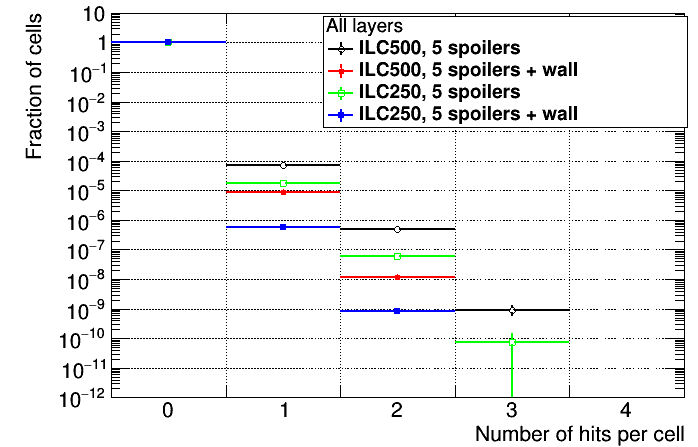 Fraction of cells
10
1
10⁻¹
10⁻²
10⁻³
10⁻⁴
10⁻⁵
10⁻⁶
10⁻⁷
10⁻⁸
10⁻⁹
10⁻¹⁰
10⁻¹¹
10⁻¹²
All layers
ILC500, 5 spoilers
ILC500, 5 spoilers + wall
ILC250, 5 spoilers
ILC250, 5 spoilers + wall
0 1 2 3 4
Number of hits per cell